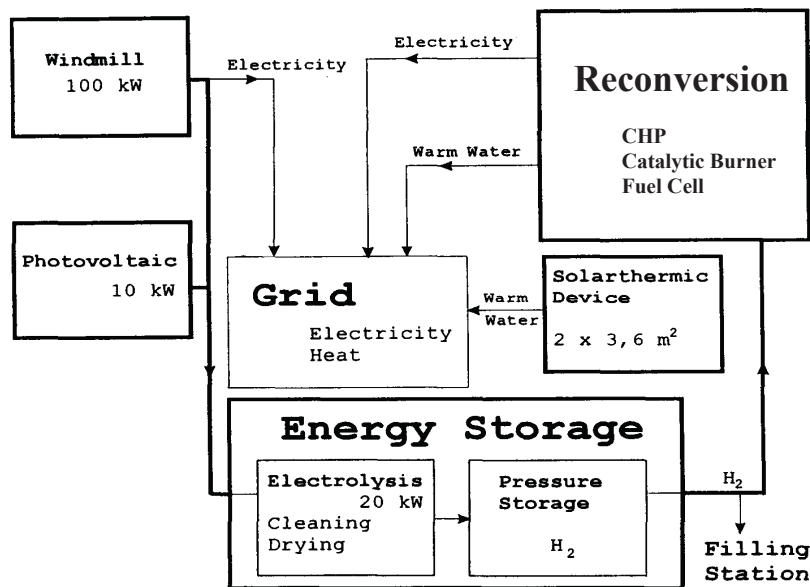 Windmill
100 kW
Electricity
Electricity
Reconversion
CHP
Catalytic Burner
Fuel Cell
Warm Water
Photovoltaic
10 kW
Grid
Electricity
Heat
Warm
Water
Solarthermic
Device
2 x 3,6 m²
Energy Storage
Electrolysis
20 kW
Cleaning
Drying
Pressure
Storage
H₂
H₂
Filling
Station